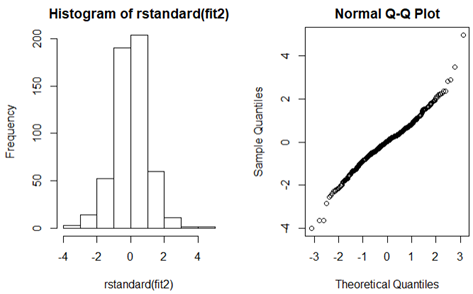 Histogram of rstandard(fit2)
Frequency
0 50 100 150 200
-4 -2 0 2 4
rstandard(fit2)
Normal Q-Q Plot
Sample Quantiles
-4 -2 0 2 4
-3 -2 -1 0 1 2 3
Theoretical Quantiles